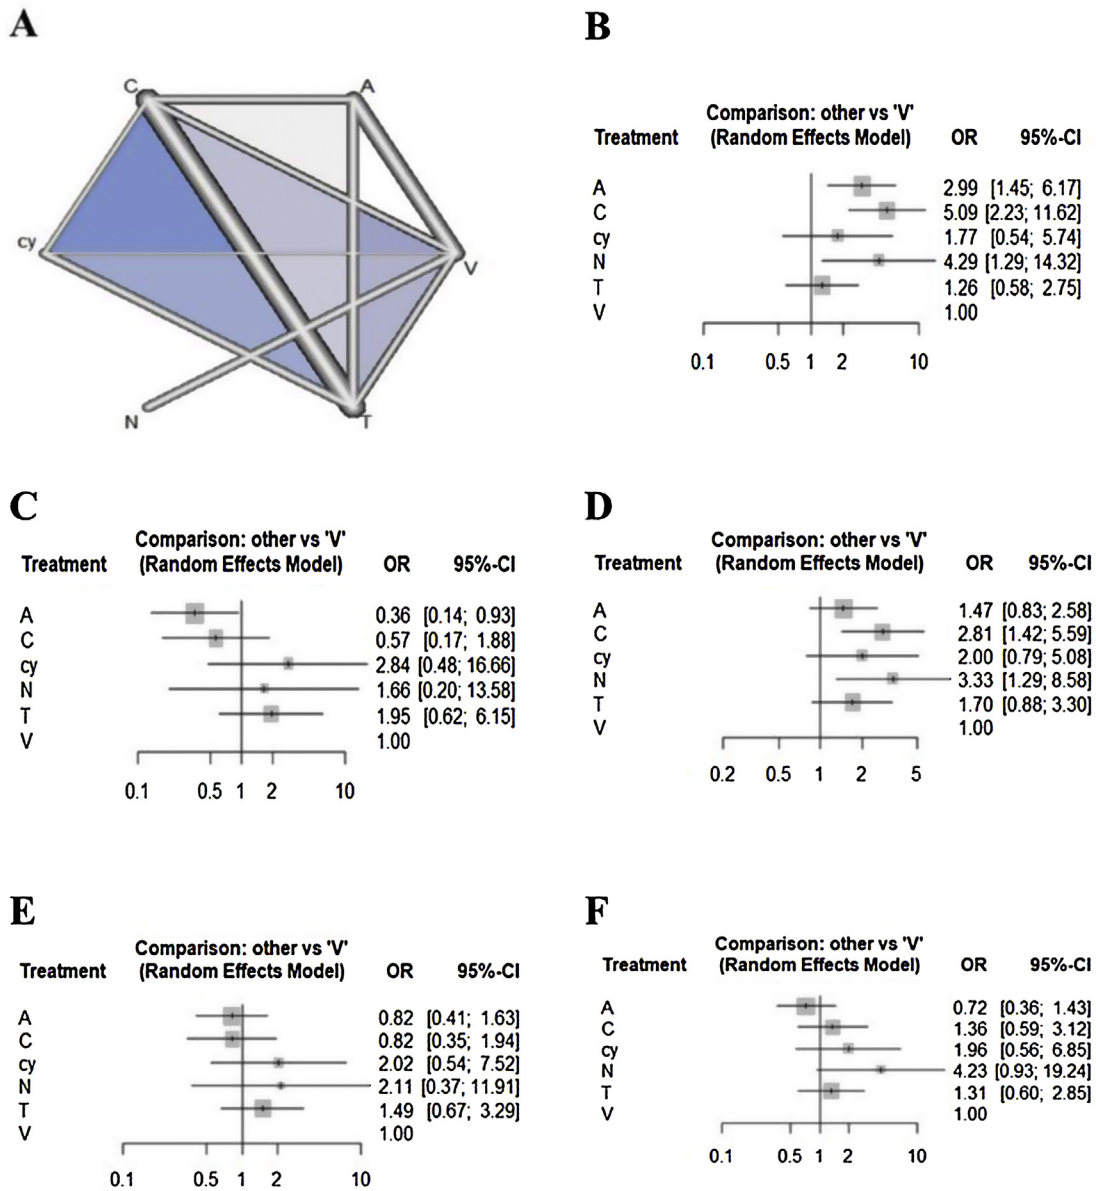 A
C
A
cy
V
N
T
B
Comparison: other vs 'V'
Treatment (Random Effects Model) OR 95%-CI
A 2.99 [1.45; 6.17]
C 5.09 [2.23; 11.62]
cy 1.77 [0.54; 5.74]
N 4.29 [1.29; 14.32]
T 1.26 [0.58; 2.75]
V 1.00
0.1 0.5 1 2 10
C
Comparison: other vs 'V'
Treatment (Random Effects Model) OR 95%-CI
A 0.36 [0.14; 0.93]
C 0.57 [0.17; 1.88]
cy 2.84 [0.48; 16.66]
N 1.66 [0.20; 13.58]
T 1.95 [0.62; 6.15]
V 1.00
0.1 0.5 1 2 10
D
Comparison: other vs 'V'
Treatment (Random Effects Model) OR 95%-CI
A 1.47 [0.83; 2.58]
C 2.81 [1.42; 5.59]
cy 2.00 [0.79; 5.08]
N 3.33 [1.29; 8.58]
T 1.70 [0.88; 3.30]
V 1.00
0.2 0.5 1 2 5
E
Comparison: other vs 'V'
Treatment (Random Effects Model) OR 95%-CI
A 0.82 [0.41; 1.63]
C 0.82 [0.35; 1.94]
cy 2.02 [0.54; 7.52]
N 2.11 [0.37; 11.91]
T 1.49 [0.67; 3.29]
V 1.00
0.1 0.5 1 2 10
F
Comparison: other vs 'V'
Treatment (Random Effects Model) OR 95%-CI
A 0.72 [0.36; 1.43]
C 1.36 [0.59; 3.12]
cy 1.96 [0.56; 6.85]
N 4.23 [0.93; 19.24]
T 1.31 [0.60; 2.85]
V 1.00
0.1 0.5 1 2 10